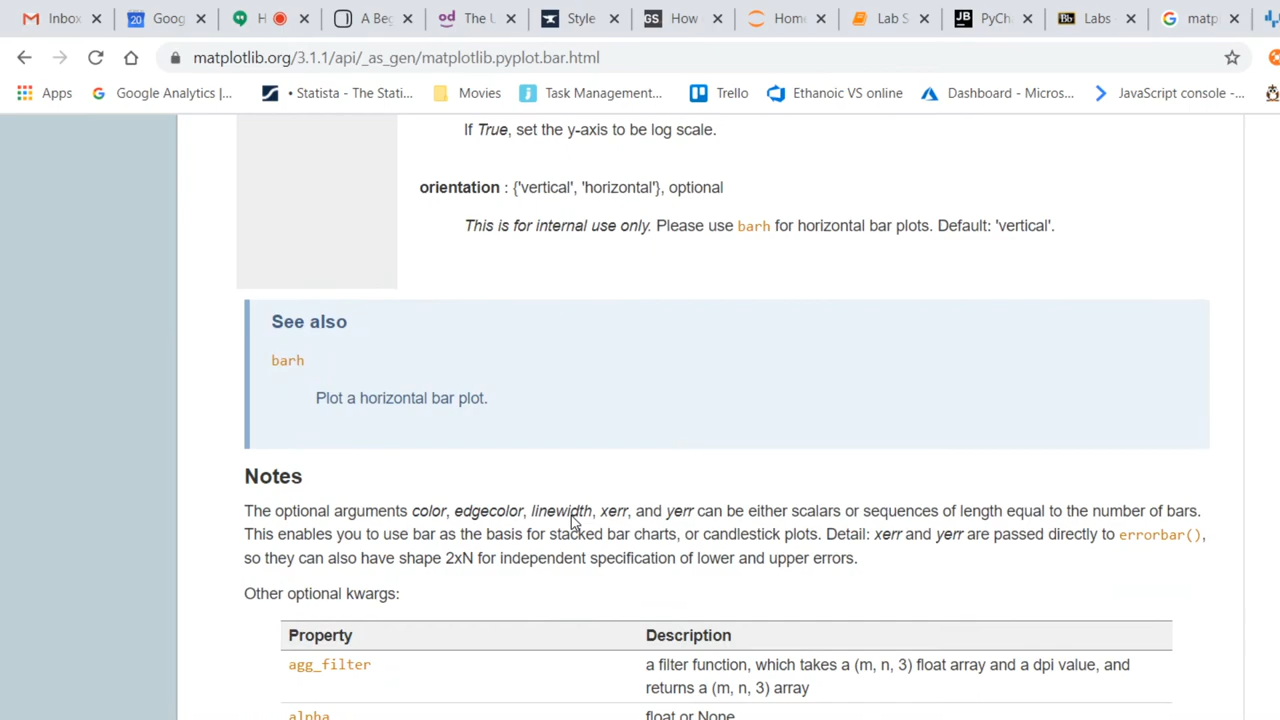 Inbox Goog H A Be The U Style GS. How Home Lab S JB PyCha Bb Labs - matp
matplotlib.org/3.1.1/api/_as_gen/matplotlib.pyplot.bar.html
Apps Google Analytics |... • Statista - The Stati... Movies Task Management... Trello Ethanoic VS online Dashboard - Micros... JavaScript console -...
If True, set the y-axis to be log scale.
orientation : {'vertical', 'horizontal'}, optional
This is for internal use only. Please use barh for horizontal bar plots. Default: 'vertical'.
See also
barh
Plot a horizontal bar plot.
Notes
The optional arguments color, edgecolor, linewidth, xerr, and yerr can be either scalars or sequences of length equal to the number of bars.
This enables you to use bar as the basis for stacked bar charts, or candlestick plots. Detail: xerr and yerr are passed directly to errorbar(),
so they can also have shape 2xN for independent specification of lower and upper errors.
Other optional kwargs:
Property Description
agg_filter a filter function, which takes a (m, n, 3) float array and a dpi value, and
returns a (m, n, 3) array
alpha float or None